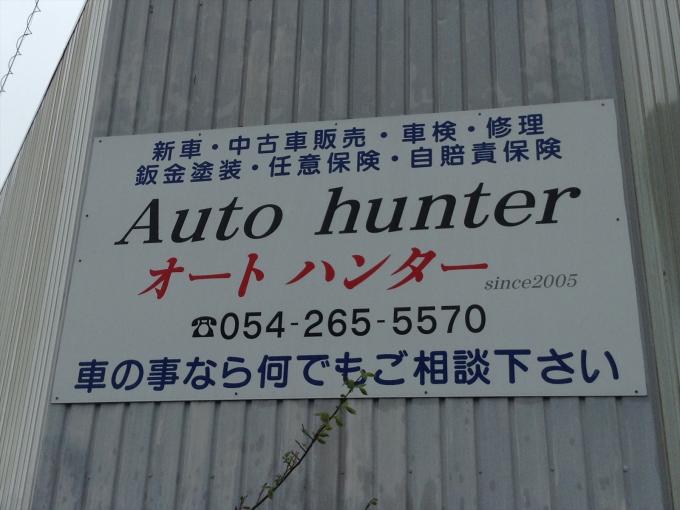 新車・中古車販売・車検・修理
鈑金塗装・任意保険・自賠責保険
Auto hunter
オート ハンター since2005
☎054-265-5570
車の事なら何でもご相談下さい